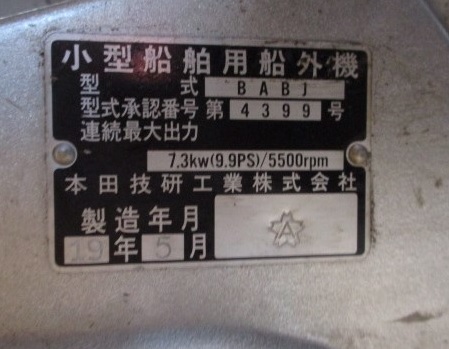 小型船舶用船外機
型式 BABJ
型式承認番号 第 4399 号
連続最大出力
7.3kw(9.9PS)/5500rpm
本田技研工業株式会社
製造年月
19年5月
A